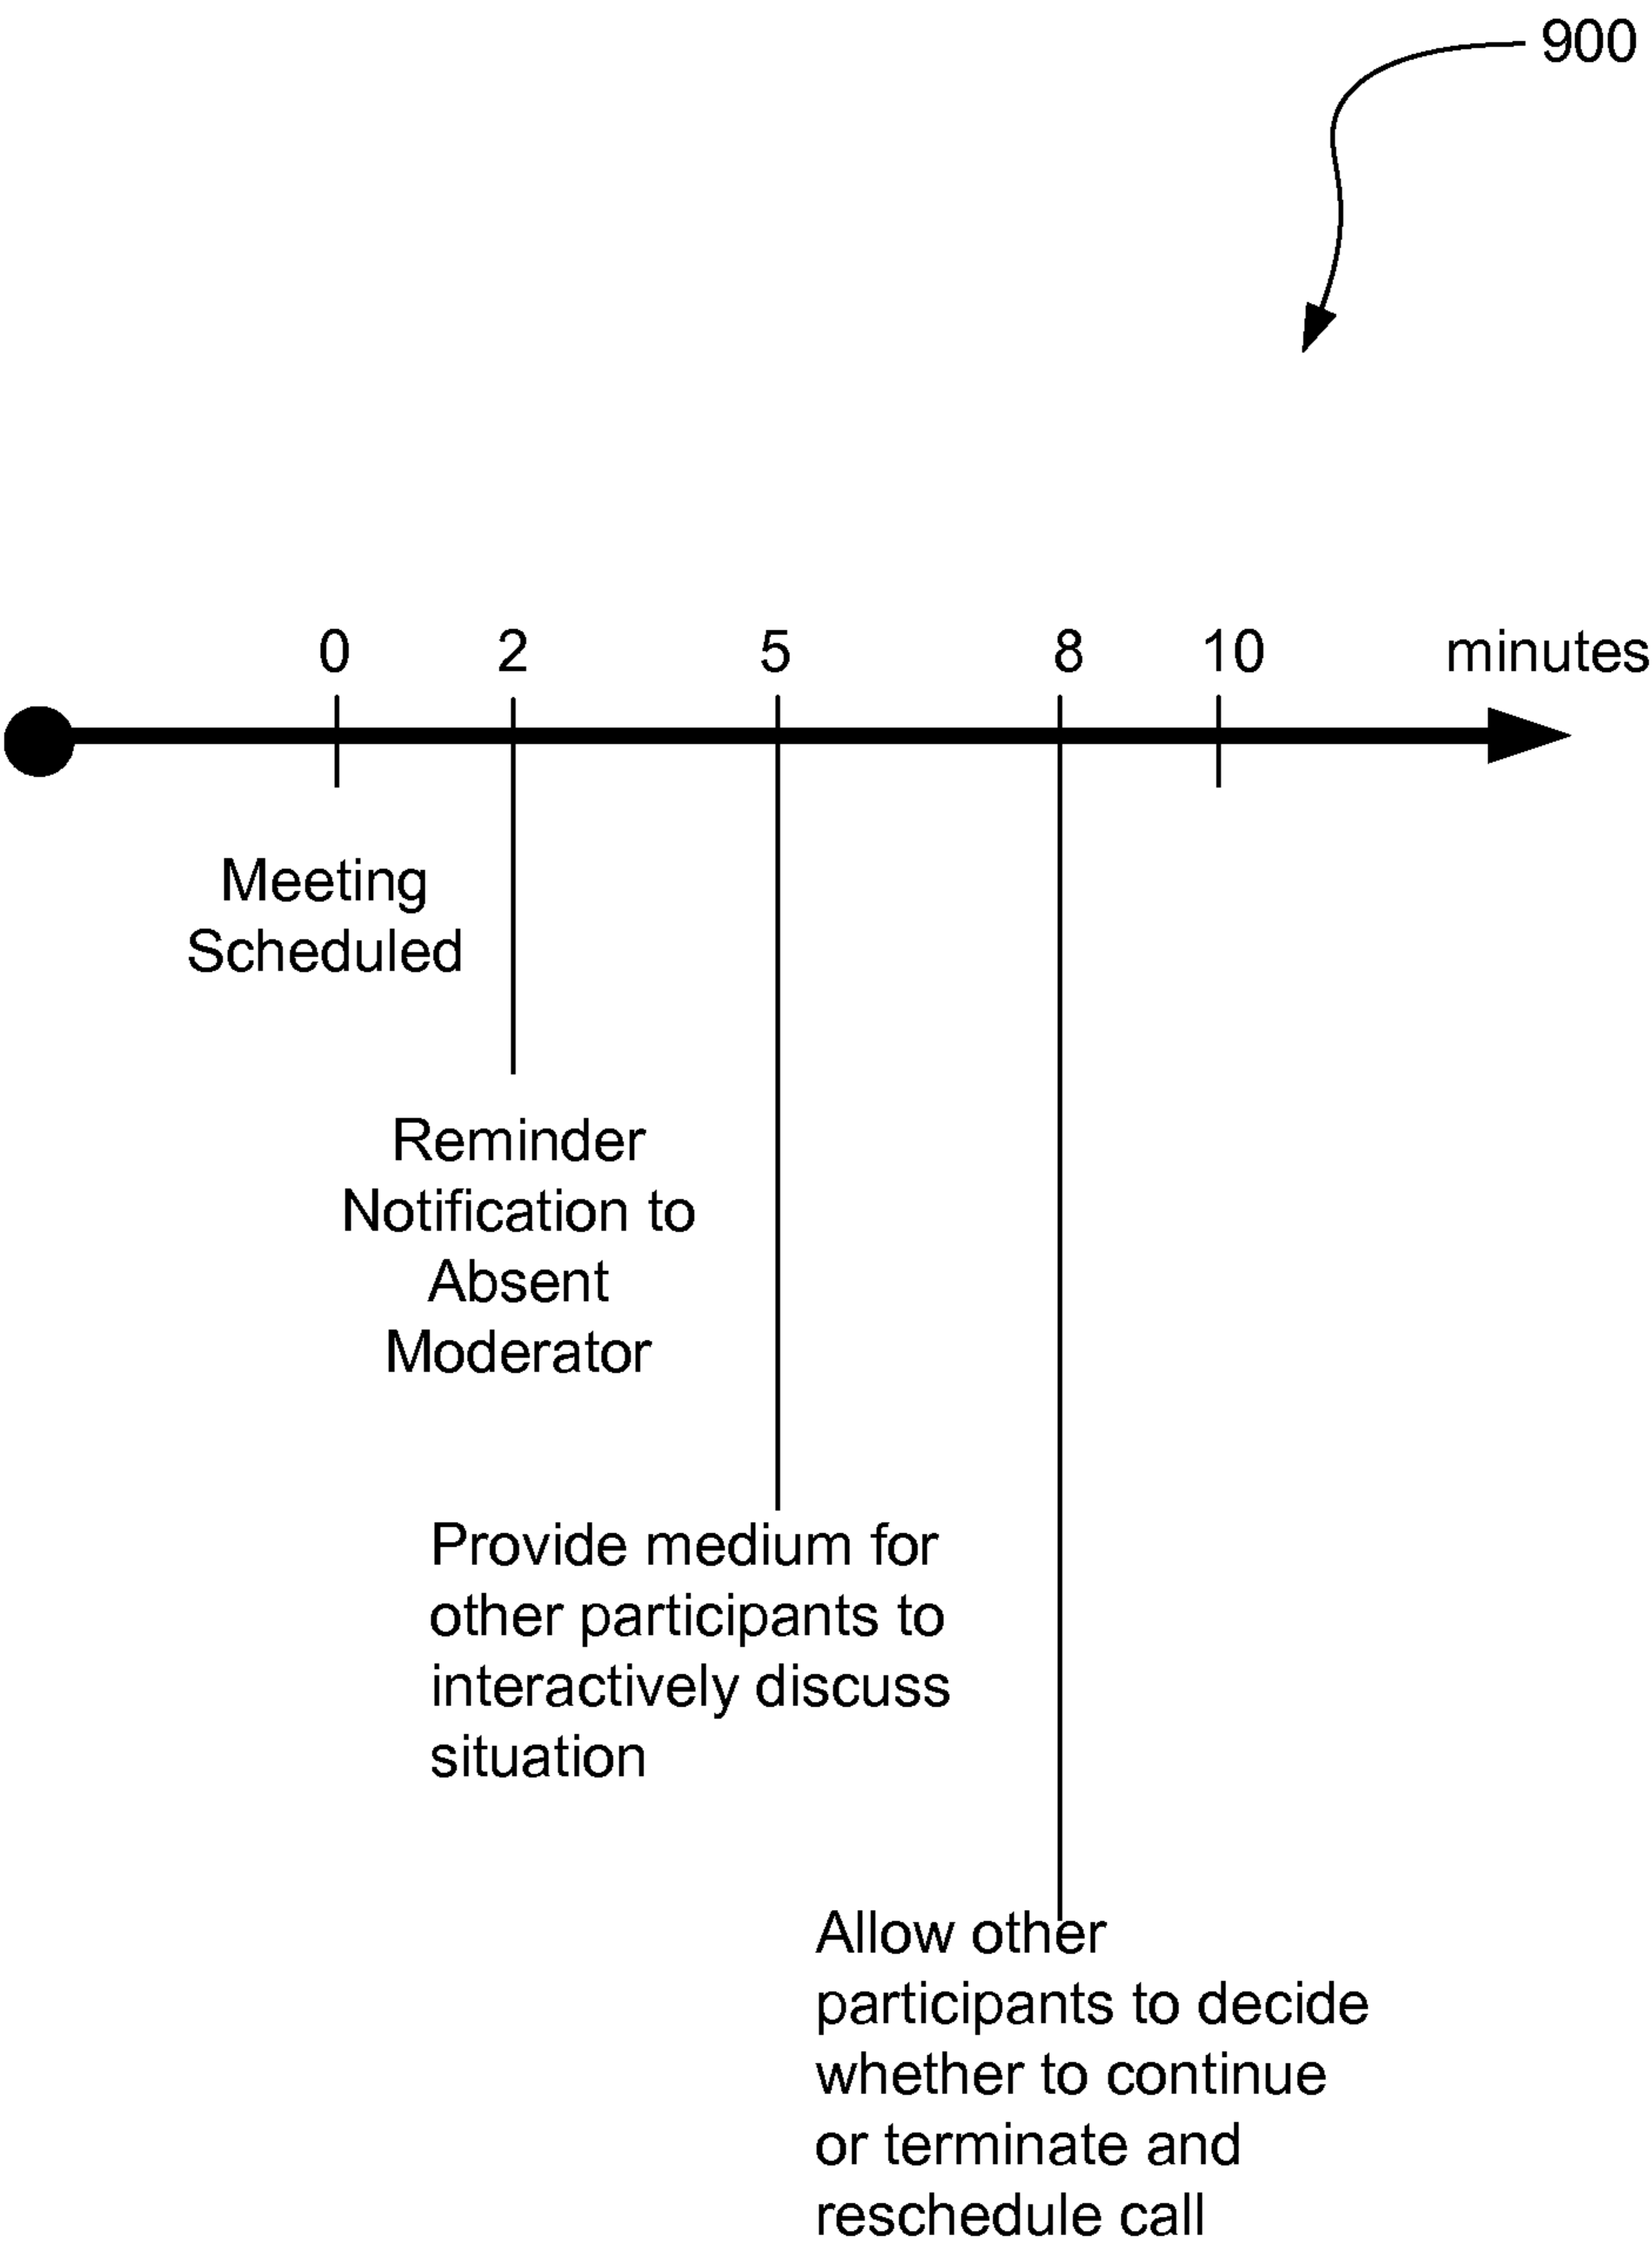 900
0 2 5 8 10 minutes
Meeting
Scheduled
Reminder
Notification to
Absent
Moderator
Provide medium for
other participants to
interactively discuss
situation
Allow other
participants to decide
whether to continue
or terminate and
reschedule call